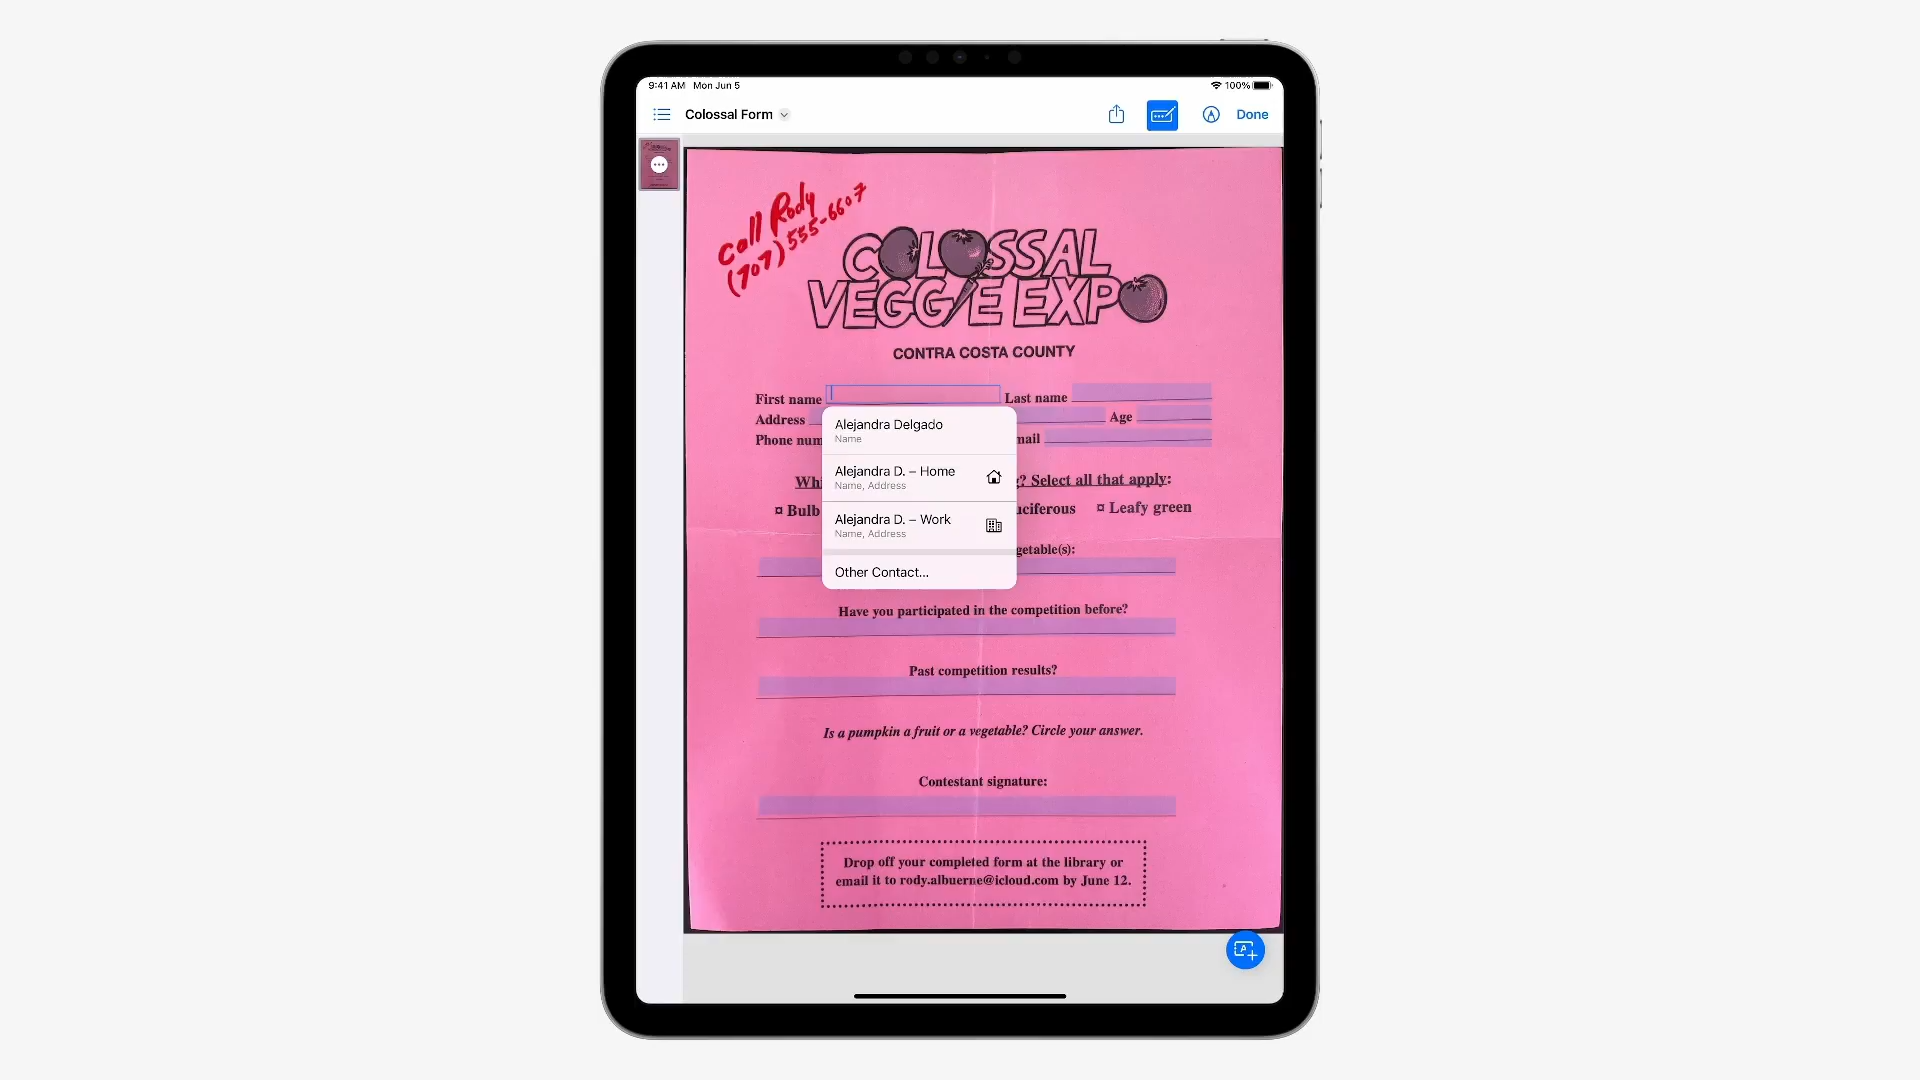 9:41 AM Mon Jun 5
100%
Colossal Form
Done
Call Rody
(707) 555-6607
COLOSSAL
VEGGIE EXPO
CONTRA COSTA COUNTY
First name Last name
Address Age
Phone num mail
Alejandra Delgado
Name
Alejandra D. – Home
Name, Address
Alejandra D. – Work
Name, Address
Other Contact...
Whi g? Select all that apply:
¤ Bulb uciferous ¤ Leafy green
getable(s):
Have you participated in the competition before?
Past competition results?
Is a pumpkin a fruit or a vegetable? Circle your answer.
Contestant signature:
Drop off your completed form at the library or
email it to rody.albuerne@icloud.com by June 12.